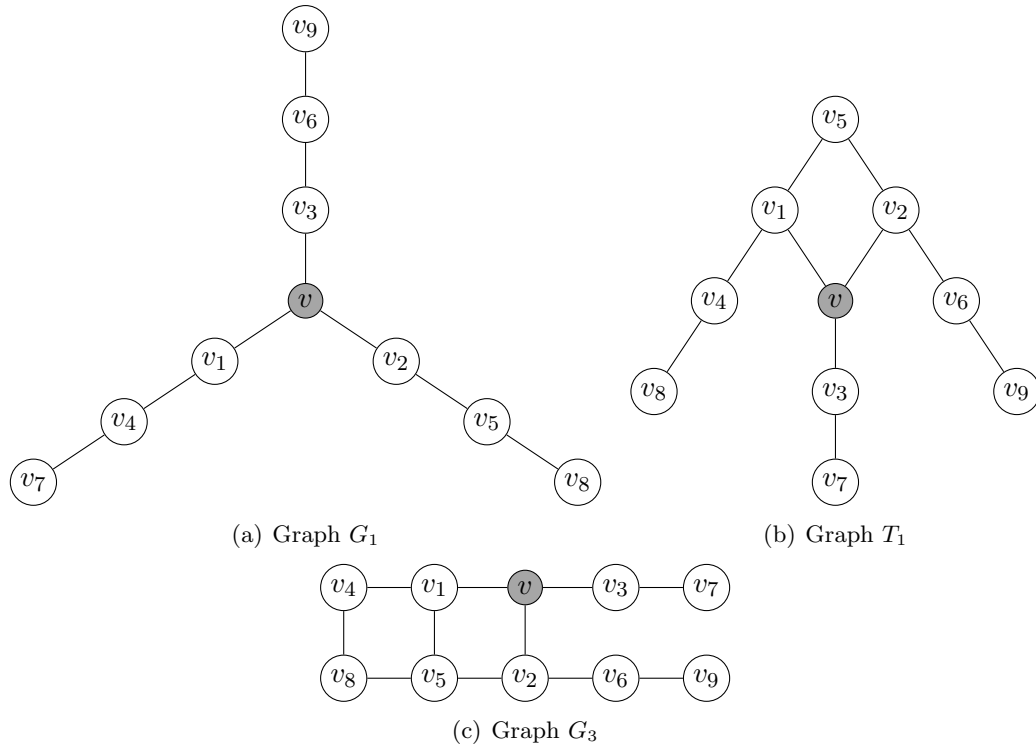 v₉
v₆
v₃
v
v₁ v₂
v₄ v₅
v₇ v₈
(a) Graph G₁
v₅
v₁ v₂
v₄ v v₆
v₈ v₃ v₉
v₇
(b) Graph T₁
v₄ v₁ v v₃ v₇
v₈ v₅ v₂ v₆ v₉
(c) Graph G₃